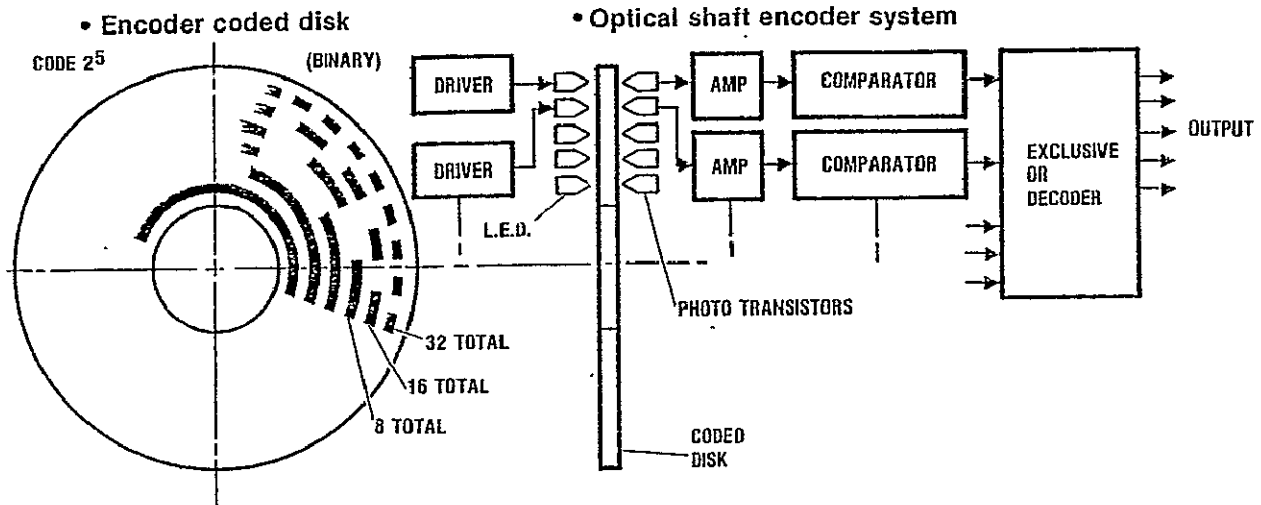 • Encoder coded disk
• Optical shaft encoder system
CODE 2⁵
(BINARY)
DRIVER
AMP
COMPARATOR
DRIVER
AMP
COMPARATOR
EXCLUSIVE
OR
DECODER
OUTPUT
L.E.D.
PHOTO TRANSISTORS
32 TOTAL
16 TOTAL
8 TOTAL
CODED
DISK